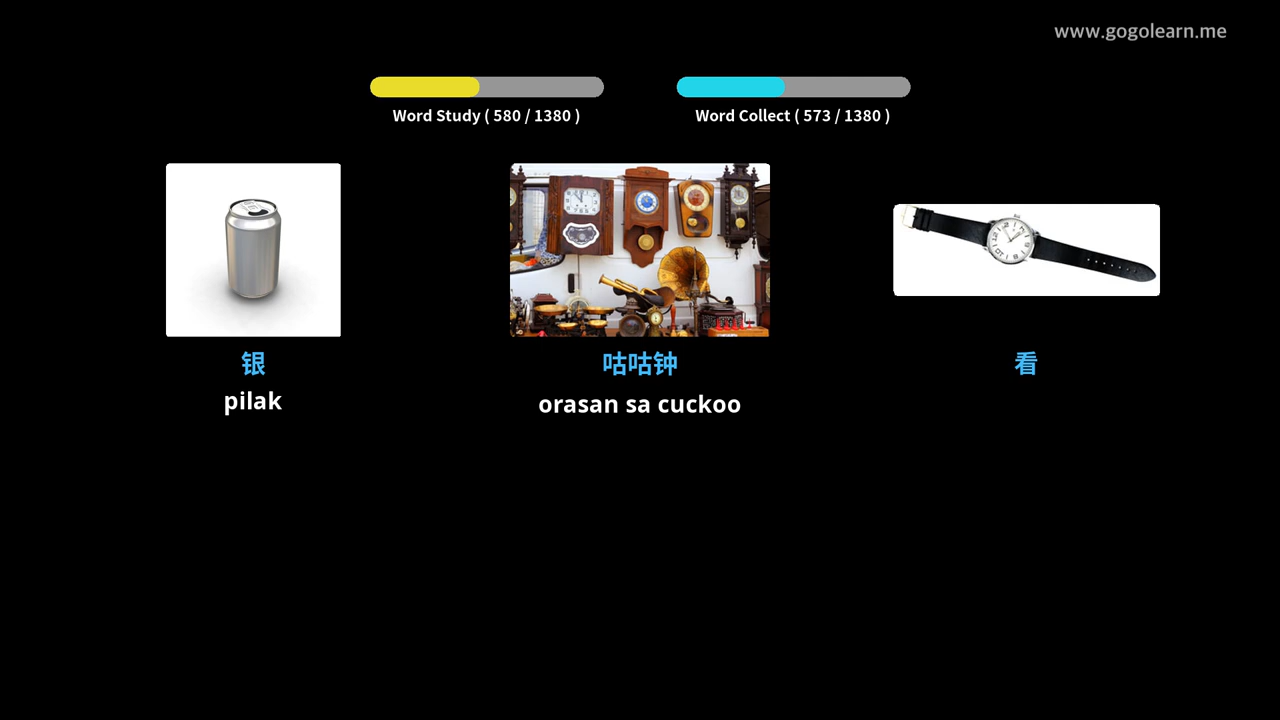 www.gogolearn.me
Word Study ( 580 / 1380 )
Word Collect ( 573 / 1380 )
银
咕咕钟
看
pilak
orasan sa cuckoo